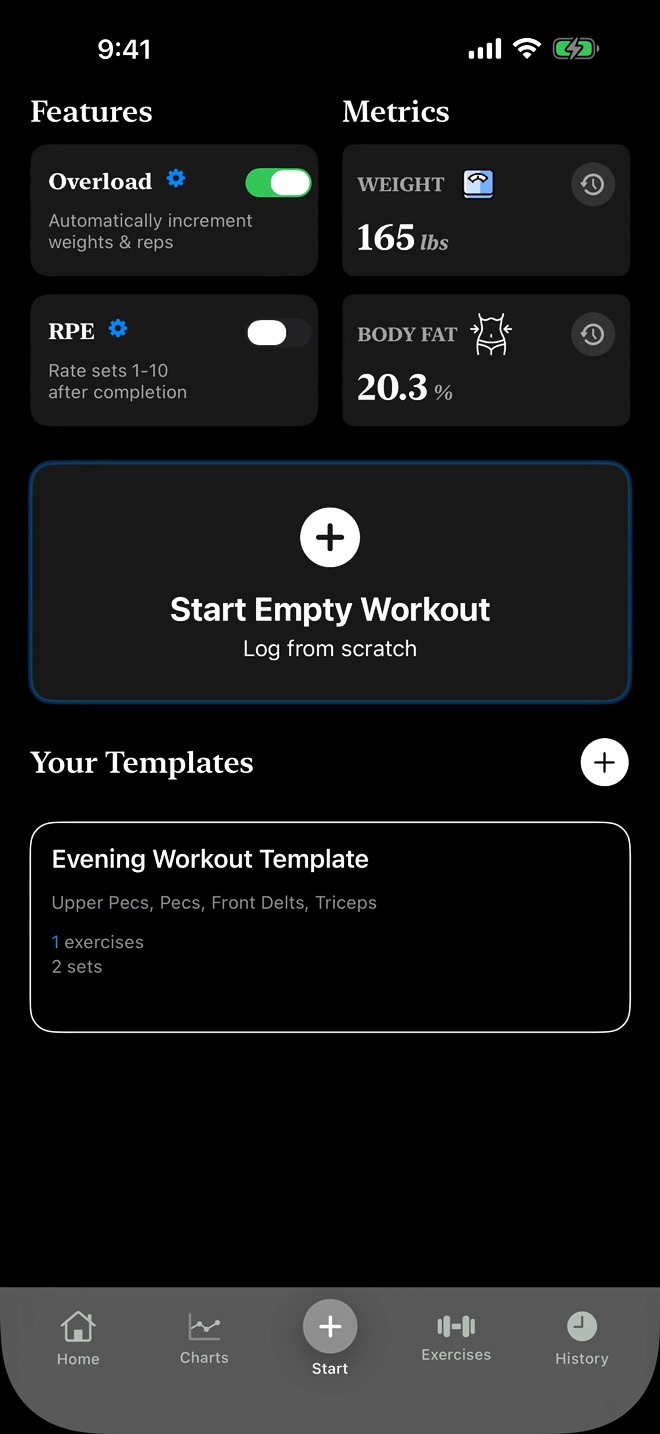 9:41
Features
Metrics
Overload
Automatically increment
weights & reps
WEIGHT
165 lbs
RPE
Rate sets 1-10
after completion
BODY FAT
20.3 %
Start Empty Workout
Log from scratch
Your Templates
Evening Workout Template
Upper Pecs, Pecs, Front Delts, Triceps
1 exercises
2 sets
Home
Charts
Start
Exercises
History